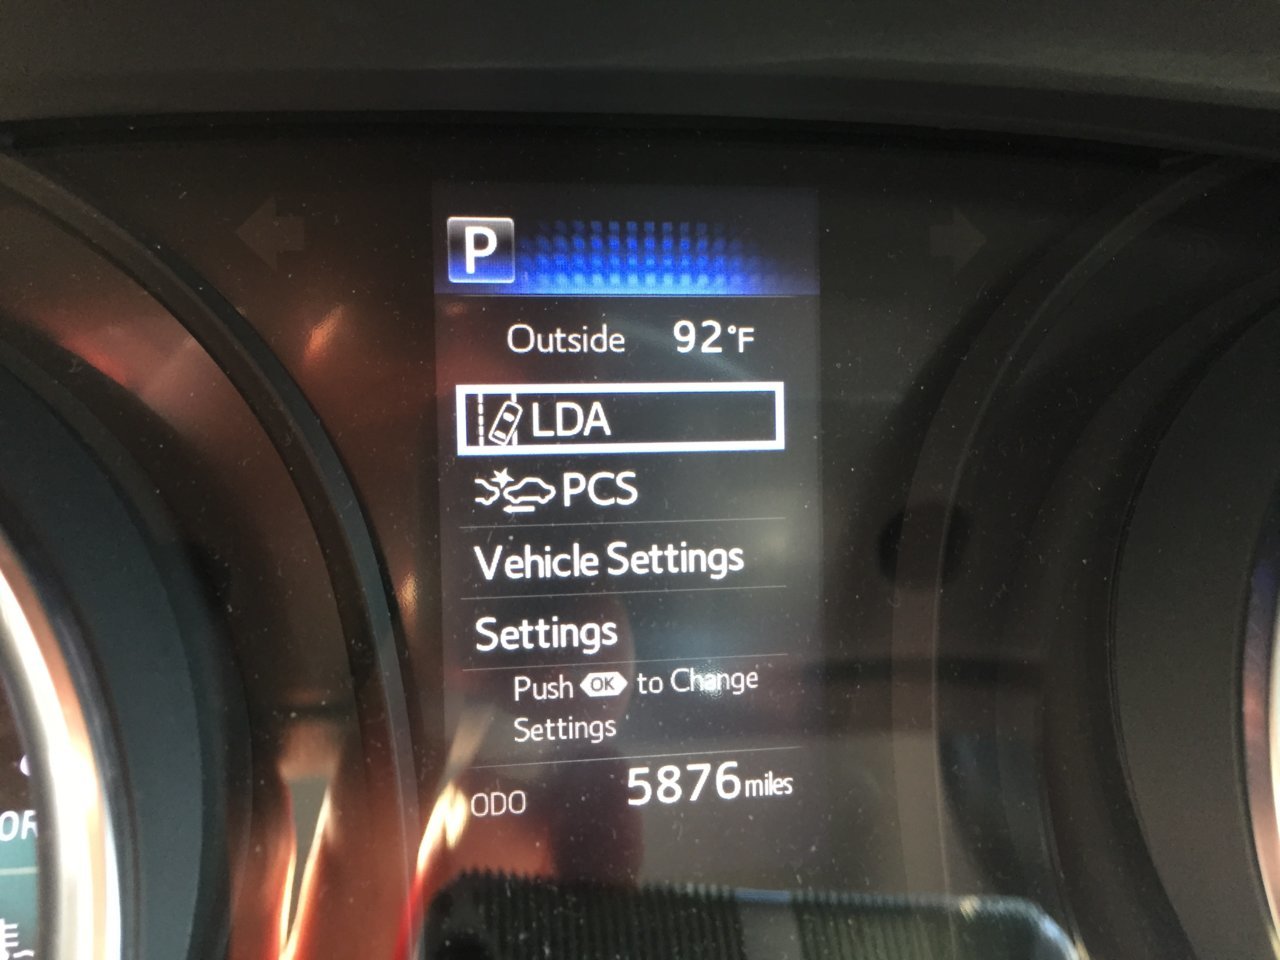 P
Outside 92°F
LDA
PCS
Vehicle Settings
Settings
Push OK to Change
Settings
ODO 5876 miles